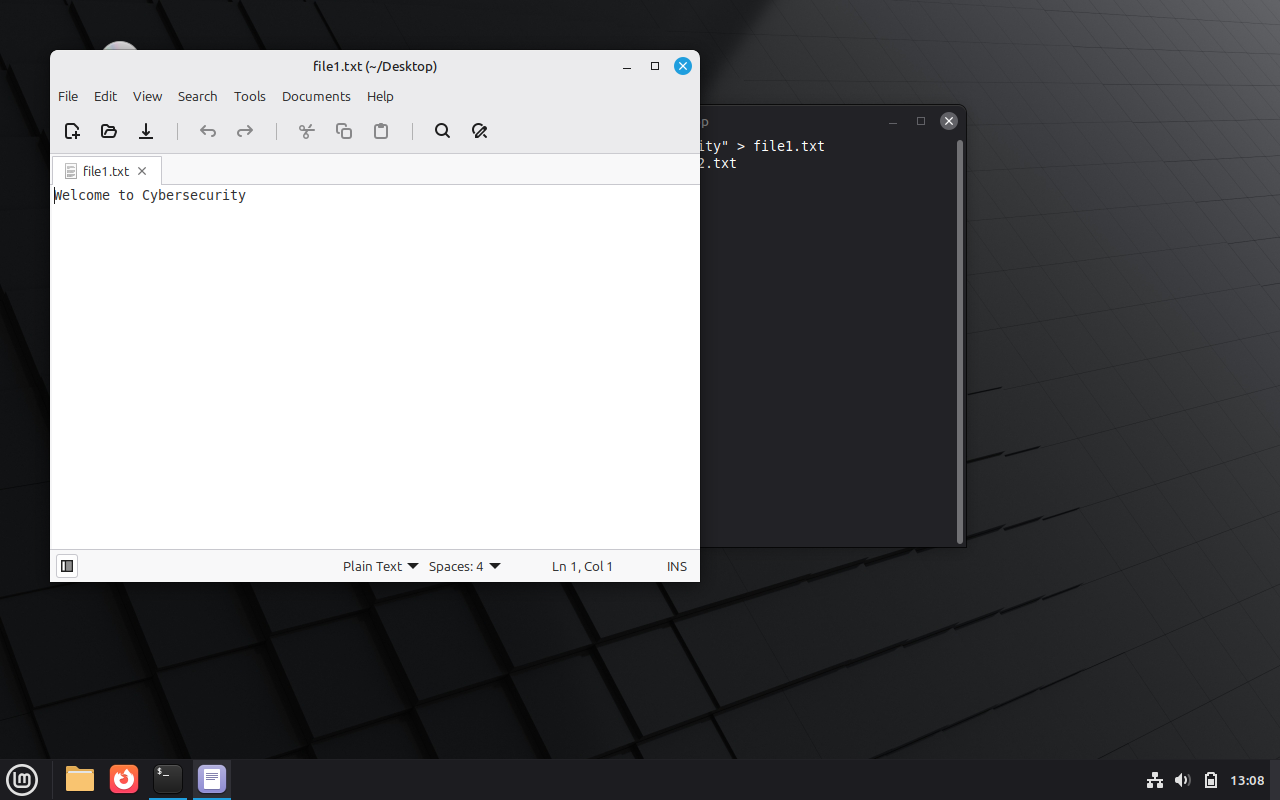 file1.txt (~/Desktop)
File Edit View Search Tools Documents Help
file1.txt
Welcome to Cybersecurity
Plain Text Spaces: 4 Ln 1, Col 1 INS
p
ity" > file1.txt
2.txt
$_
13:08